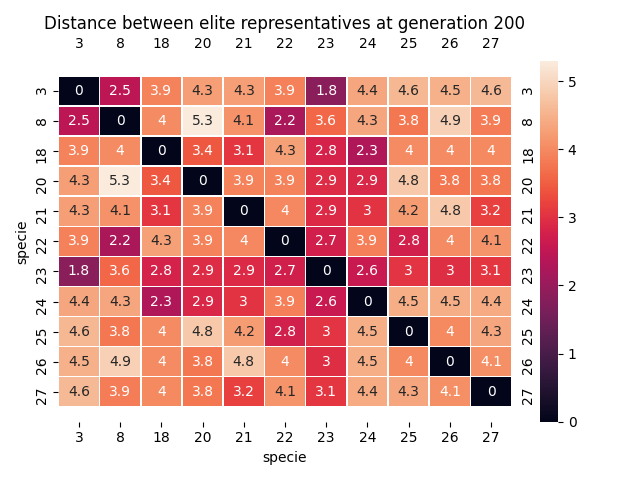 Distance between elite representatives at generation 200
3 8 18 20 21 22 23 24 25 26 27
3 0 2.5 3.9 4.3 4.3 3.9 1.8 4.4 4.6 4.5 4.6 3
8 2.5 0 4 5.3 4.1 2.2 3.6 4.3 3.8 4.9 3.9 8
18 3.9 4 0 3.4 3.1 4.3 2.8 2.3 4 4 4 18
20 4.3 5.3 3.4 0 3.9 3.9 2.9 2.9 4.8 3.8 3.8 20
21 4.3 4.1 3.1 3.9 0 4 2.9 3 4.2 4.8 3.2 21
22 3.9 2.2 4.3 3.9 4 0 2.7 3.9 2.8 4 4.1 22
23 1.8 3.6 2.8 2.9 2.9 2.7 0 2.6 3 3 3.1 23
24 4.4 4.3 2.3 2.9 3 3.9 2.6 0 4.5 4.5 4.4 24
25 4.6 3.8 4 4.8 4.2 2.8 3 4.5 0 4 4.3 25
26 4.5 4.9 4 3.8 4.8 4 3 4.5 4 0 4.1 26
27 4.6 3.9 4 3.8 3.2 4.1 3.1 4.4 4.3 4.1 0 27
3 8 18 20 21 22 23 24 25 26 27
specie
specie
5
4
3
2
1
0